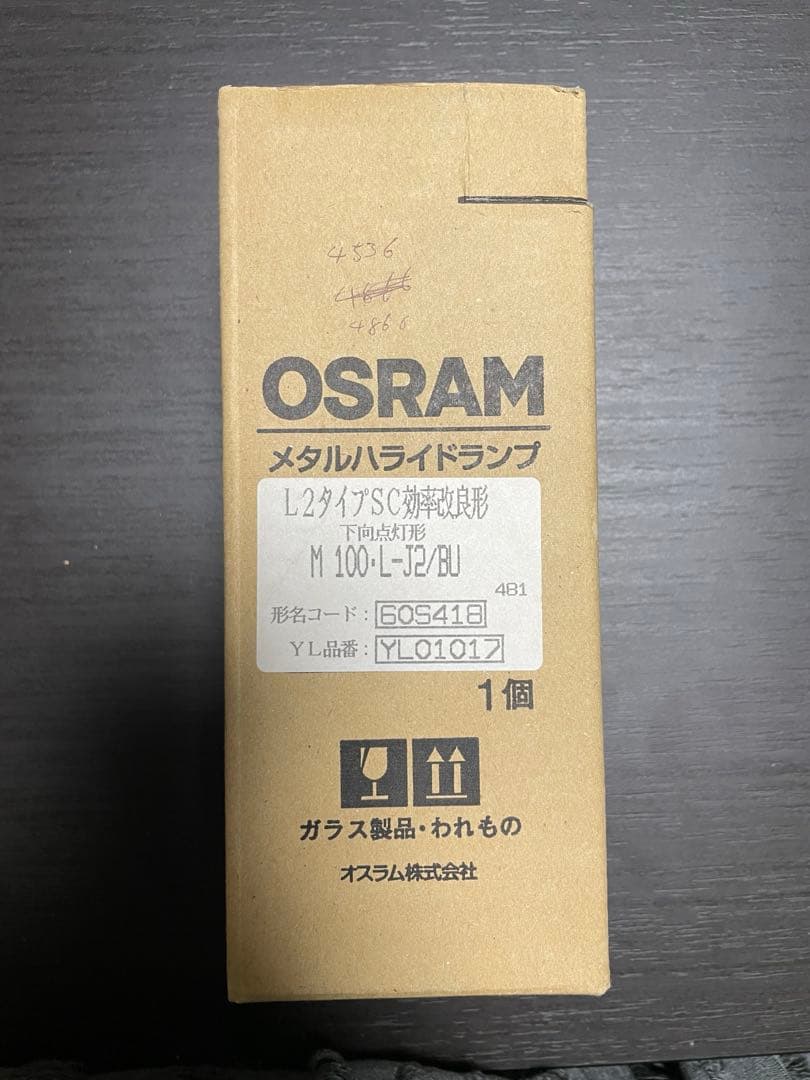 4536
4866
OSRAM
メタルハライドランプ
L2タイプSC効率改良形
下向点灯形
M 100・L-J2/BU
481
形名コード：60S418
YL品番：YL01017
1個
ガラス製品・われもの
オスラム株式会社